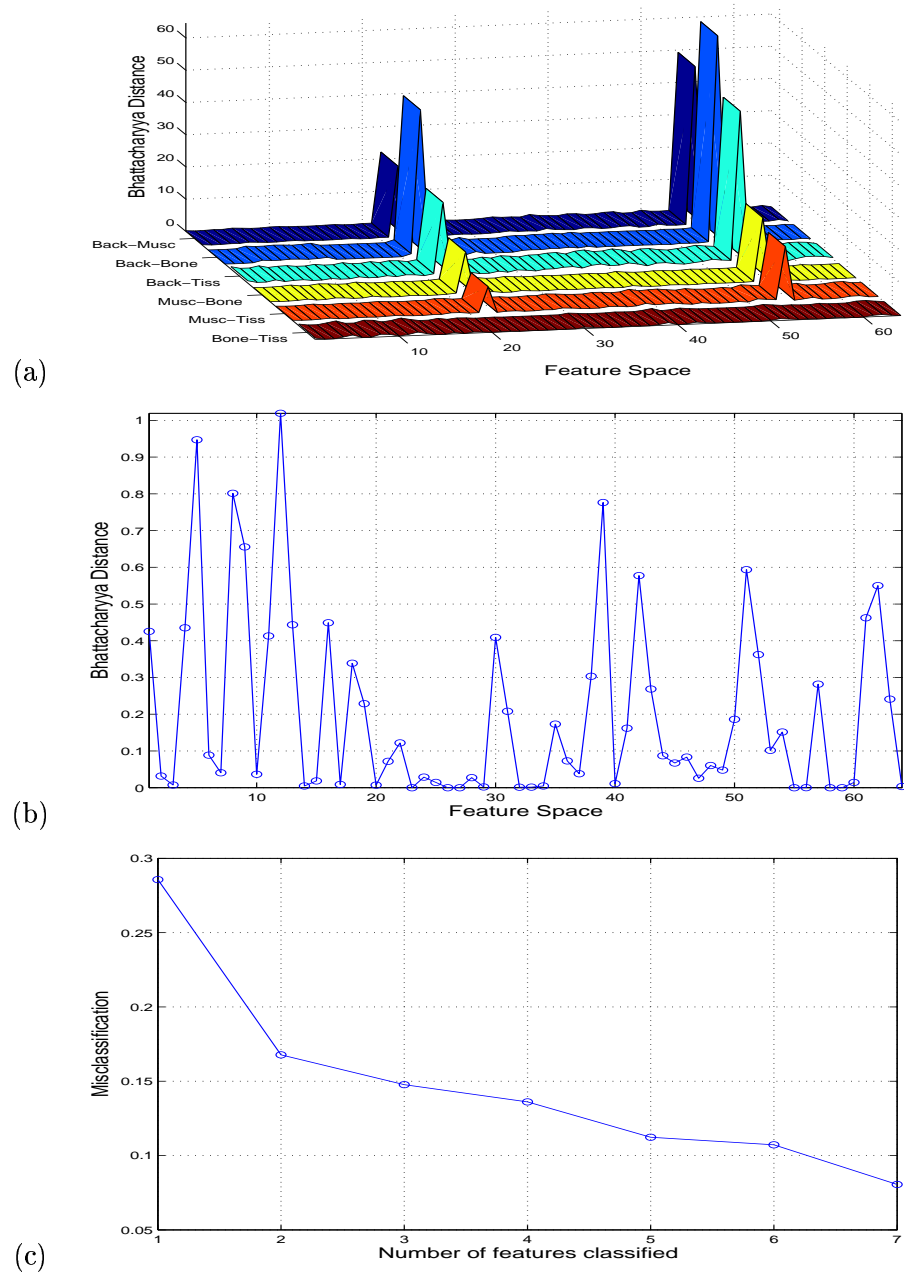 60
50
40
30
20
10
0
Bhattacharyya Distance
Back−Musc
Back−Bone
Back−Tiss
Musc−Bone
Musc−Tiss
Bone−Tiss
10
20
30
40
50
60
Feature Space
(a)
1
0.9
0.8
0.7
0.6
0.5
0.4
0.3
0.2
0.1
0
Bhattacharyya Distance
10
20
30
40
50
60
Feature Space
(b)
0.3
0.25
0.2
0.15
0.1
0.05
Misclassification
1
2
3
4
5
6
7
Number of features classified
(c)